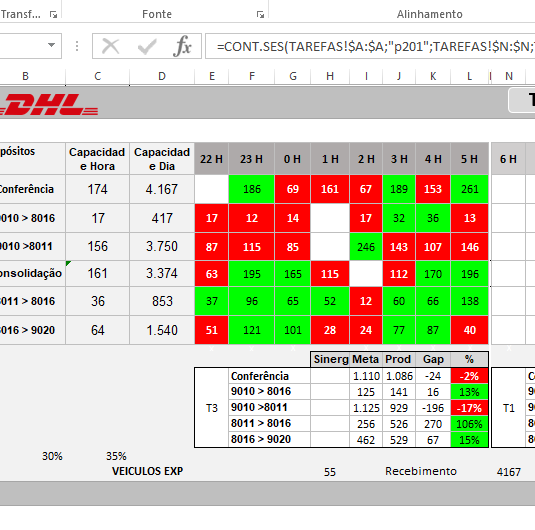 Transf... Fonte Alinhamento
fx =CONT.SES(TAREFAS!$A:$A;"p201";TAREFAS!$N:$N;
B C D E F G H I J K L N
DHL
pósitos Capacidad e Hora Capacidad e Dia 22 H 23 H 0 H 1 H 2 H 3 H 4 H 5 H 6 H
Conferência 174 4.167 186 69 161 67 189 153 261
9010 > 8016 17 417 17 12 14 17 32 36 13
9010 >8011 156 3.750 87 115 85 246 143 107 146
onsolidação 161 3.374 63 195 165 115 112 170 196
8011 > 8016 36 853 37 96 65 52 12 60 66 138
8016 > 9020 64 1.540 51 121 101 28 24 77 87 40
Sinerg Meta Prod Gap %
Conferência 1.110 1.086 -24 -2%
9010 > 8016 125 141 16 13%
T3 9010 >8011 1.125 929 -196 -17% T1
8011 > 8016 256 526 270 106%
8016 > 9020 462 529 67 15%
30% 35%
VEICULOS EXP 55 Recebimento 4167